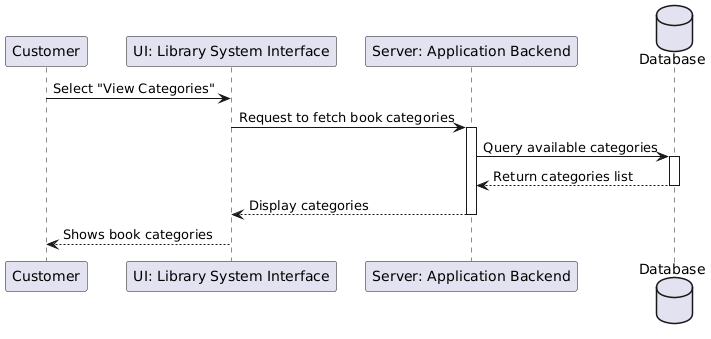 Customer
UI: Library System Interface
Server: Application Backend
Database
Select "View Categories"
Request to fetch book categories
Query available categories
Return categories list
Display categories
Shows book categories
Customer
UI: Library System Interface
Server: Application Backend
Database